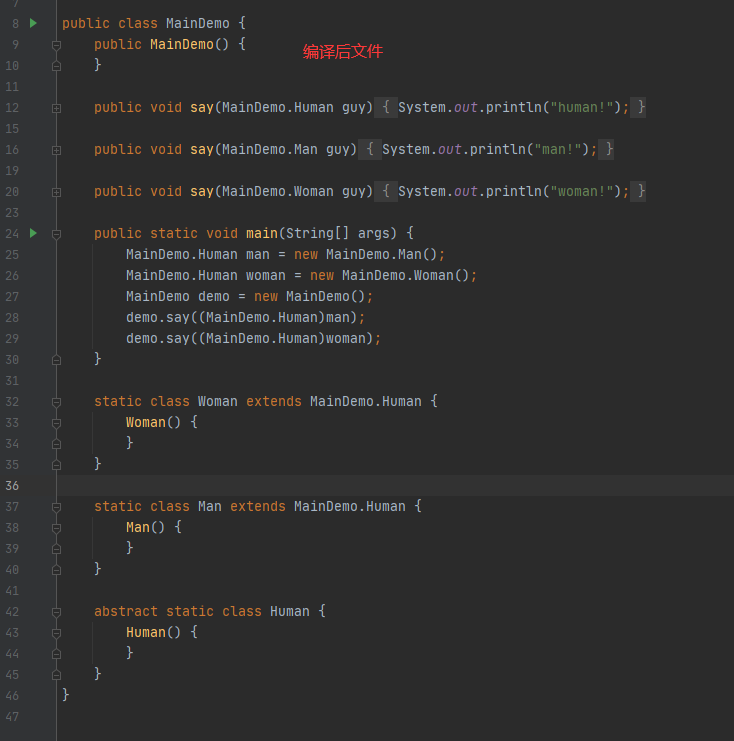 7
8 public class MainDemo {
9 public MainDemo() { 编译后文件
10 }
11
12 public void say(MainDemo.Human guy) { System.out.println("human!"); }
15
16 public void say(MainDemo.Man guy) { System.out.println("man!"); }
19
20 public void say(MainDemo.Woman guy) { System.out.println("woman!"); }
23
24 public static void main(String[] args) {
25 MainDemo.Human man = new MainDemo.Man();
26 MainDemo.Human woman = new MainDemo.Woman();
27 MainDemo demo = new MainDemo();
28 demo.say((MainDemo.Human)man);
29 demo.say((MainDemo.Human)woman);
30 }
31
32 static class Woman extends MainDemo.Human {
33 Woman() {
34 }
35 }
36
37 static class Man extends MainDemo.Human {
38 Man() {
39 }
40 }
41
42 abstract static class Human {
43 Human() {
44 }
45 }
46 }
47